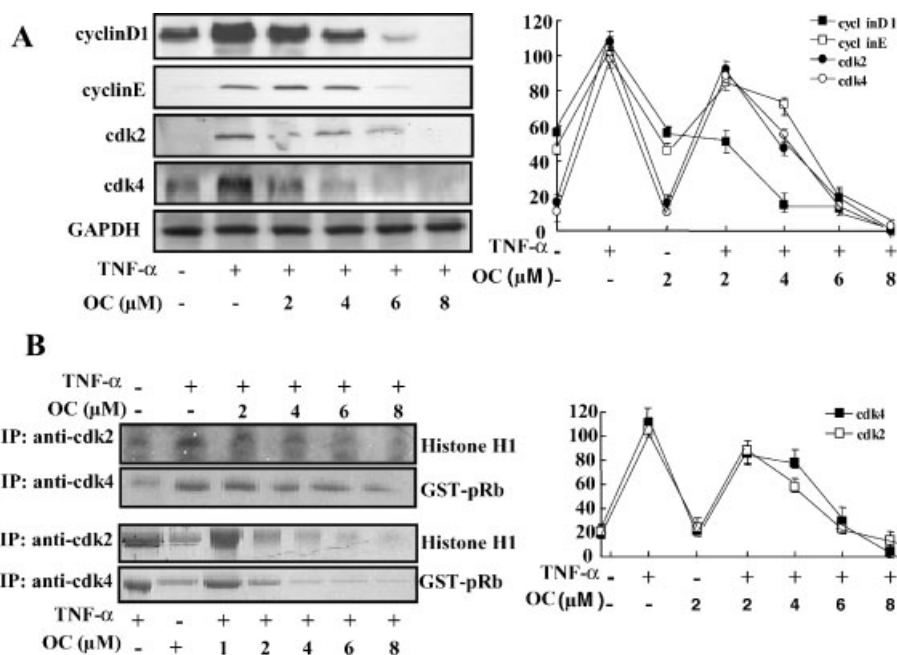 A
cyclinD1
cyclinE
cdk2
cdk4
GAPDH
TNF-α - + + + + +
OC (μM) - - 2 4 6 8
120
100
80
60
40
20
0
cycl inD1
cycl inE
cdk2
cdk4
TNF-α - + - + + + +
OC (μM) - - 2 2 4 6 8
B
TNF-α - + + + + +
OC (μM) - - 2 4 6 8
IP: anti-cdk2 Histone H1
IP: anti-cdk4 GST-pRb
IP: anti-cdk2 Histone H1
IP: anti-cdk4 GST-pRb
TNF-α + - + + + + +
OC (μM) - + 1 2 4 6 8
120
100
80
60
40
20
0
cdk4
cdk2
TNF-α - + - + + + +
OC (μM) - - 2 2 4 6 8